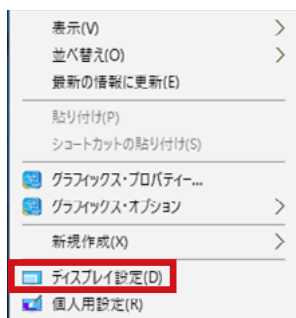 表示(V)
並べ替え(O)
最新の情報に更新(E)
貼り付け(P)
ショートカットの貼り付け(S)
グラフィックス・プロパティー...
グラフィックス・オプション
新規作成(X)
ディスプレイ設定(D)
個人用設定(R)